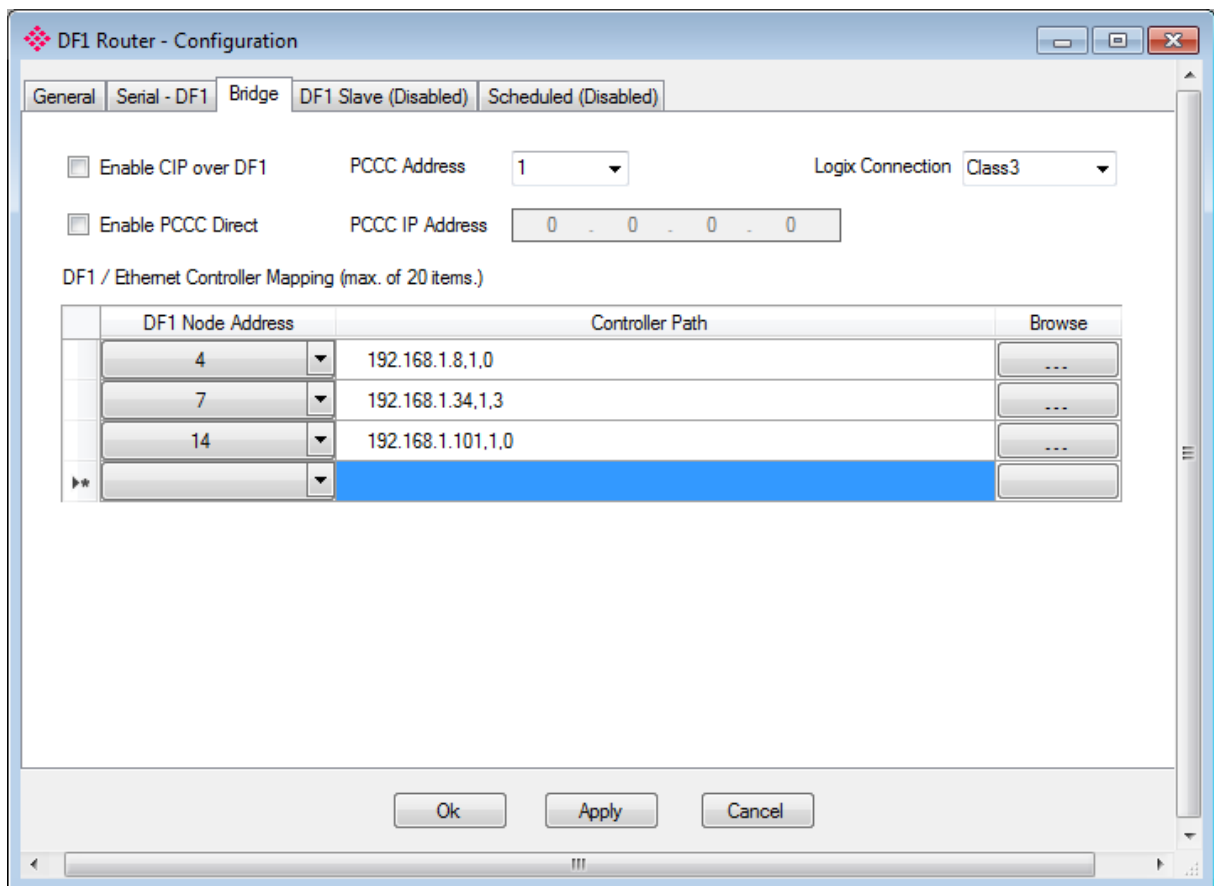 DF1 Router - Configuration
General Serial - DF1 Bridge DF1 Slave (Disabled) Scheduled (Disabled)
Enable CIP over DF1 PCCC Address 1 Logix Connection Class3
Enable PCCC Direct PCCC IP Address 0 . 0 . 0 . 0
DF1 / Ethernet Controller Mapping (max. of 20 items.)
DF1 Node Address Controller Path Browse
4 192.168.1.8,1,0 ...
7 192.168.1.34,1,3 ...
14 192.168.1.101,1,0 ...
Ok Apply Cancel